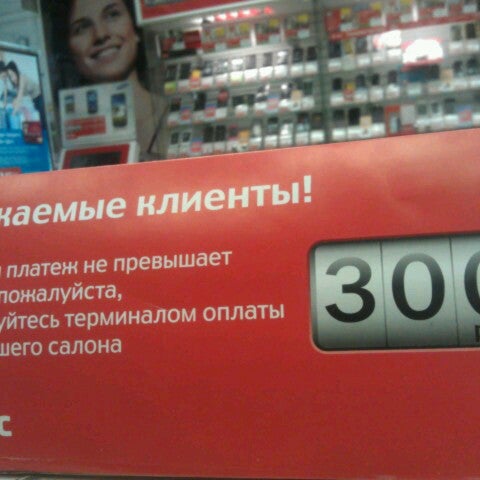 жаемые клиенты!
платеж не превышает
пожалуйста,
уйтесь терминалом оплаты
шего салона
300
с